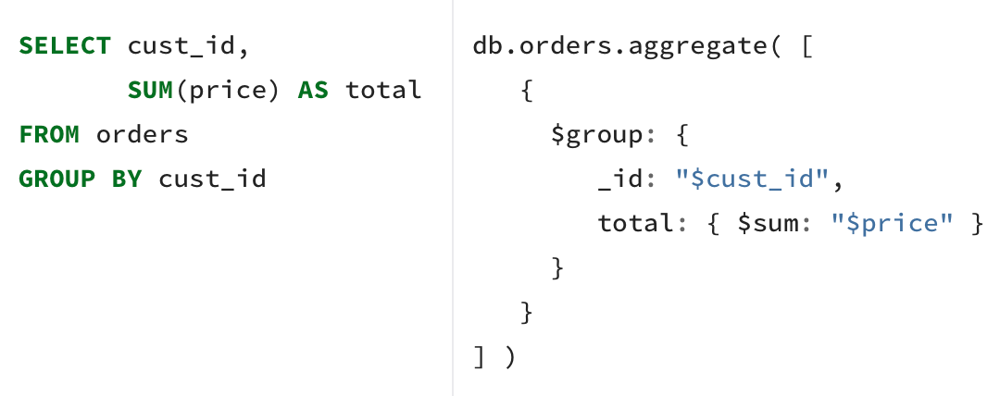 SELECT cust_id,
       SUM(price) AS total
FROM orders
GROUP BY cust_id
db.orders.aggregate( [
   {
     $group: {
        _id: "$cust_id",
        total: { $sum: "$price" }
     }
   }
] )